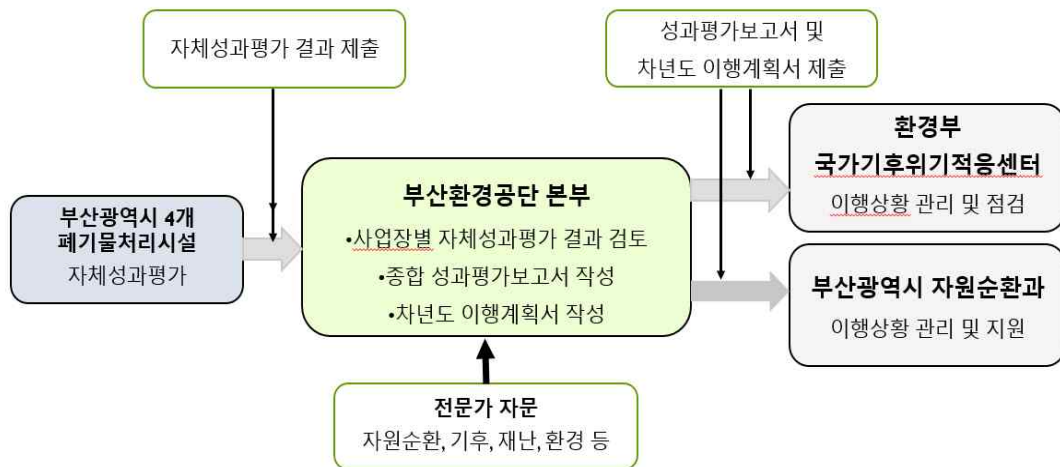 자체성과평가 결과 제출
성과평가보고서 및
차년도 이행계획서 제출
부산광역시 4개
폐기물처리시설
자체성과평가
부산환경공단 본부
•사업장별 자체성과평가 결과 검토
•종합 성과평가보고서 작성
•차년도 이행계획서 작성
환경부
국가기후위기적응센터
이행상황 관리 및 점검
부산광역시 자원순환과
이행상황 관리 및 지원
전문가 자문
자원순환, 기후, 재난, 환경 등